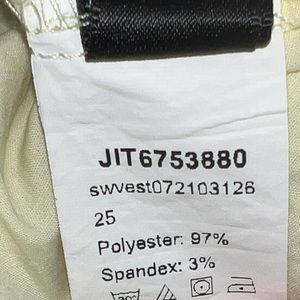 JIT6753880
swvest072103126
25
Polyester: 97%
Spandex: 3%